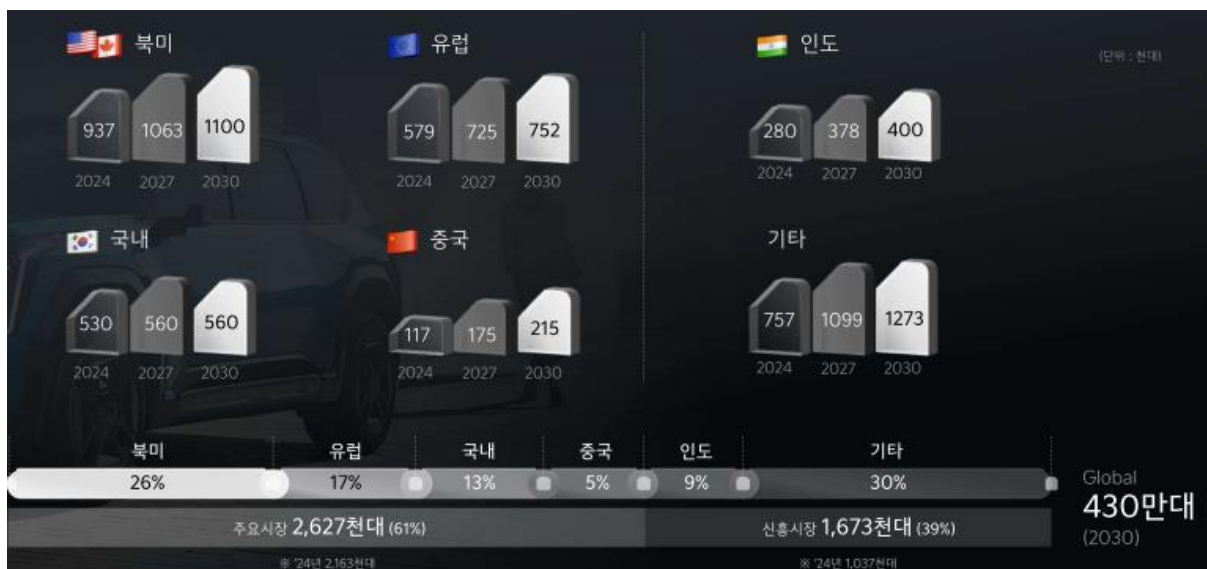 북미
937 1063 1100
2024 2027 2030
유럽
579 725 752
2024 2027 2030
인도
(단위 : 천대)
280 378 400
2024 2027 2030
국내
530 560 560
2024 2027 2030
중국
117 175 215
2024 2027 2030
기타
757 1099 1273
2024 2027 2030
북미 유럽 국내 중국 인도 기타
26% 17% 13% 5% 9% 30%
주요시장 2,627천대 (61%) 신흥시장 1,673천대 (39%)
※ '24년 2,163천대 ※ '24년 1,037천대
Global
430만대
(2030)